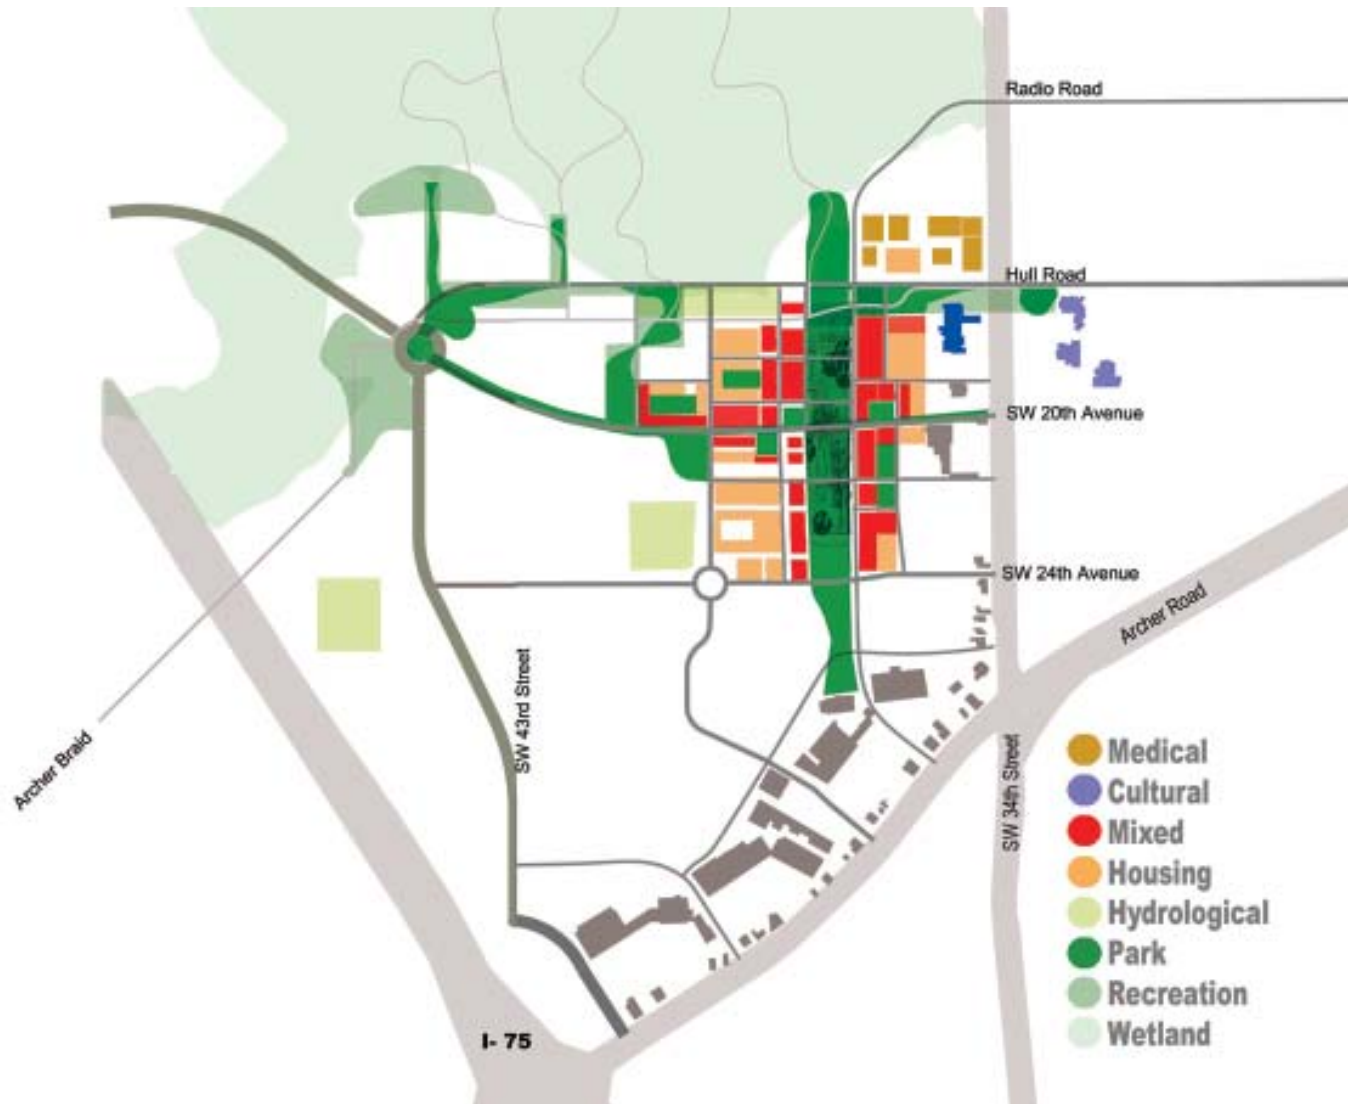 Radio Road
Hull Road
SW 20th Avenue
SW 24th Avenue
Archer Road
SW 43rd Street
Archer Braid
SW 34th Street
Medical
Cultural
Mixed
Housing
Hydrological
Park
Recreation
Wetland
I- 75